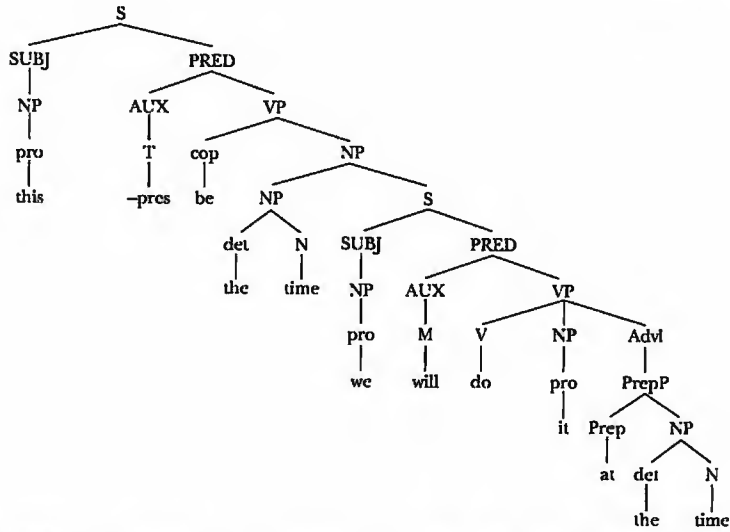 S
SUBJ PRED
NP AUX VP
pro T cop NP
this –pres be NP S
det N SUBJ PRED
the time NP AUX VP
pro M V NP Advl
we will do pro PrepP
it Prep NP
at det N
the time